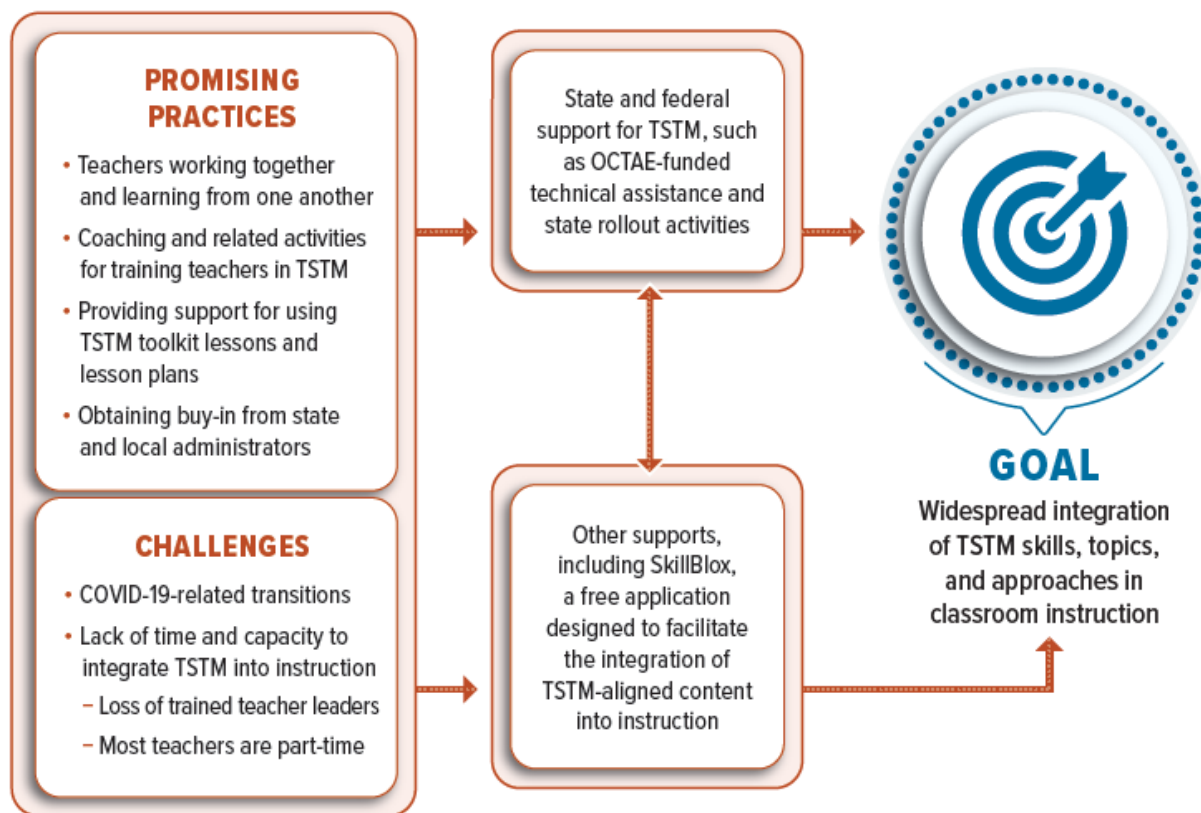 PROMISING
PRACTICES
• Teachers working together
and learning from one another
• Coaching and related activities
for training teachers in TSTM
• Providing support for using
TSTM toolkit lessons and
lesson plans
• Obtaining buy-in from state
and local administrators
CHALLENGES
• COVID-19-related transitions
• Lack of time and capacity to
integrate TSTM into instruction
– Loss of trained teacher leaders
– Most teachers are part-time
State and federal
support for TSTM, such
as OCTAE-funded
technical assistance and
state rollout activities
Other supports,
including SkillBlox,
a free application
designed to facilitate
the integration of
TSTM-aligned content
into instruction
GOAL
Widespread integration
of TSTM skills, topics,
and approaches in
classroom instruction